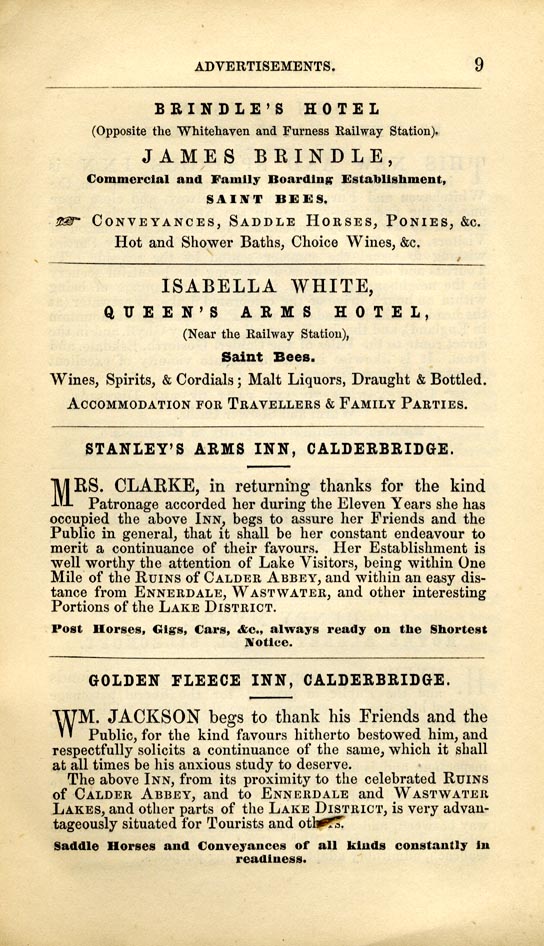 ADVERTISEMENTS. 9
BRINDLE'S HOTEL
(Opposite the Whitehaven and Furness Railway Station).
JAMES BRINDLE,
Commercial and Family Boarding Establishment,
SAINT BEES.
☞ CONVEYANCES, SADDLE HORSES, PONIES, &c.
Hot and Shower Baths, Choice Wines, &c.
ISABELLA WHITE,
QUEEN'S ARMS HOTEL,
(Near the Railway Station),
Saint Bees.
Wines, Spirits, & Cordials; Malt Liquors, Draught & Bottled.
ACCOMMODATION FOR TRAVELLERS & FAMILY PARTIES.
STANLEY'S ARMS INN, CALDERBRIDGE.
MRS. CLARKE, in returning thanks for the kind
Patronage accorded her during the Eleven Years she has
occupied the above INN, begs to assure her Friends and the
Public in general, that it shall be her constant endeavour to
merit a continuance of their favours. Her Establishment is
well worthy the attention of Lake Visitors, being within One
Mile of the RUINS OF CALDER ABBEY, and within an easy dis-
tance from ENNERDALE, WASTWATER, and other interesting
Portions of the LAKE DISTRICT.
Post Horses, Gigs, Cars, &c., always ready on the Shortest
Notice.
GOLDEN FLEECE INN, CALDERBRIDGE.
WM. JACKSON begs to thank his Friends and the
Public, for the kind favours hitherto bestowed him, and
respectfully solicits a continuance of the same, which it shall
at all times be his anxious study to deserve.
The above INN, from its proximity to the celebrated RUINS
of CALDER ABBEY, and to ENNERDALE and WASTWATER
LAKES, and other parts of the LAKE DISTRICT, is very advan-
tageously situated for Tourists and others.
Saddle Horses and Conveyances of all kinds constantly in
readiness.